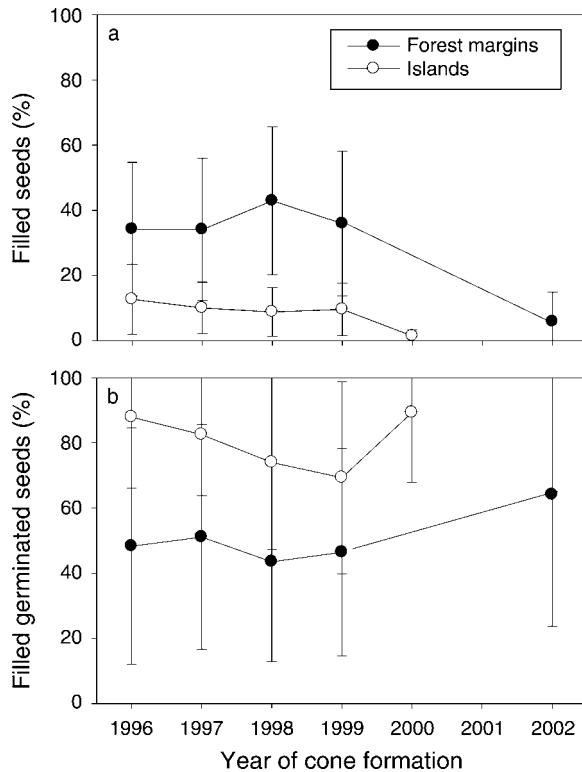 100
a
Forest margins
Islands
80
60
40
20
0
Filled seeds (%)
100
b
80
60
40
20
0
Filled germinated seeds (%)
1996 1997 1998 1999 2000 2001 2002
Year of cone formation